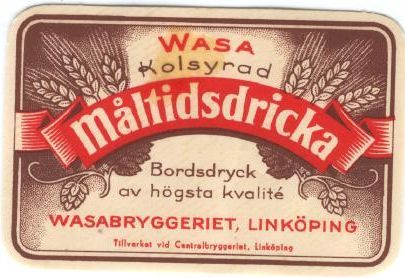 WASA
Kolsyrad
Måltidsdricka
Bordsdryck
av högsta kvalité
WASABRYGGERIET, LINKÖPING
Tillverkat vid Centralbryggeriet, Linköping